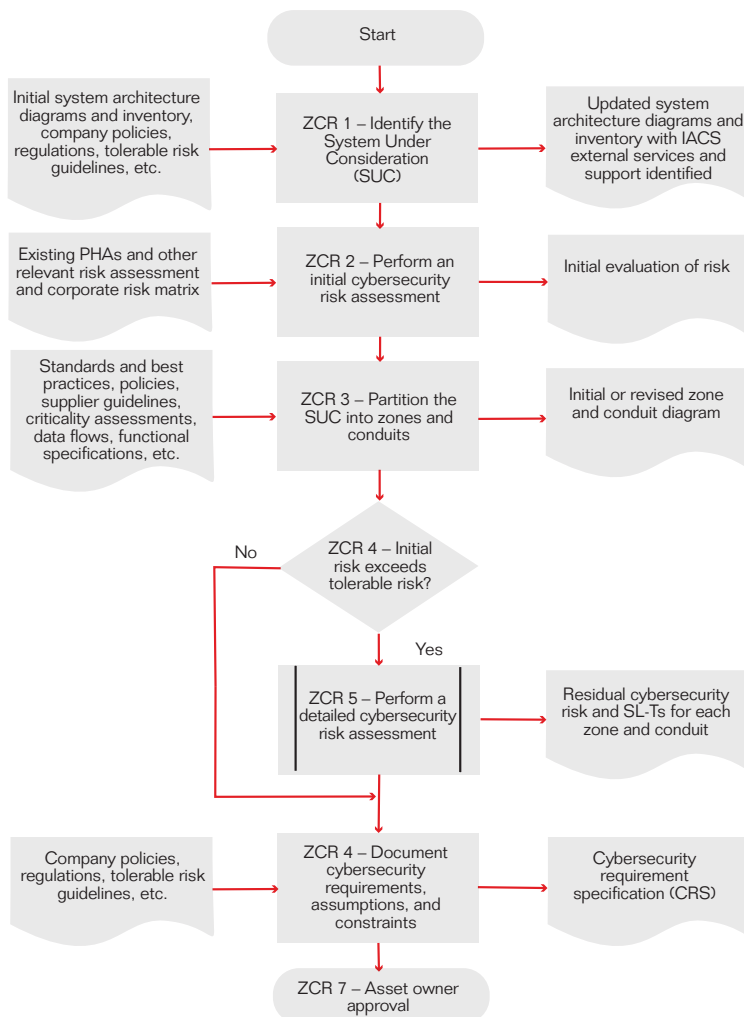 Start
Initial system architecture
diagrams and inventory,
company policies,
regulations, tolerable risk
guidelines, etc.
ZCR 1 – Identify the
System Under
Consideration
(SUC)
Updated system
architecture diagrams and
inventory with IACS
external services and
support identified
Existing PHAs and other
relevant risk assessment
and corporate risk matrix
ZCR 2 – Perform an
initial cybersecurity
risk assessment
Initial evaluation of risk
Standards and best
practices, policies,
supplier guidelines,
criticality assessments,
data flows, functional
specifications, etc.
ZCR 3 – Partition the
SUC into zones and
conduits
Initial or revised zone
and conduit diagram
No
ZCR 4 – Initial
risk exceeds
tolerable risk?
Yes
ZCR 5 – Perform a
detailed cybersecurity
risk assessment
Residual cybersecurity
risk and SL-Ts for each
zone and conduit
Company policies,
regulations, tolerable risk
guidelines, etc.
ZCR 4 – Document
cybersecurity
requirements,
assumptions, and
constraints
Cybersecurity
requirement
specification (CRS)
ZCR 7 – Asset owner
approval